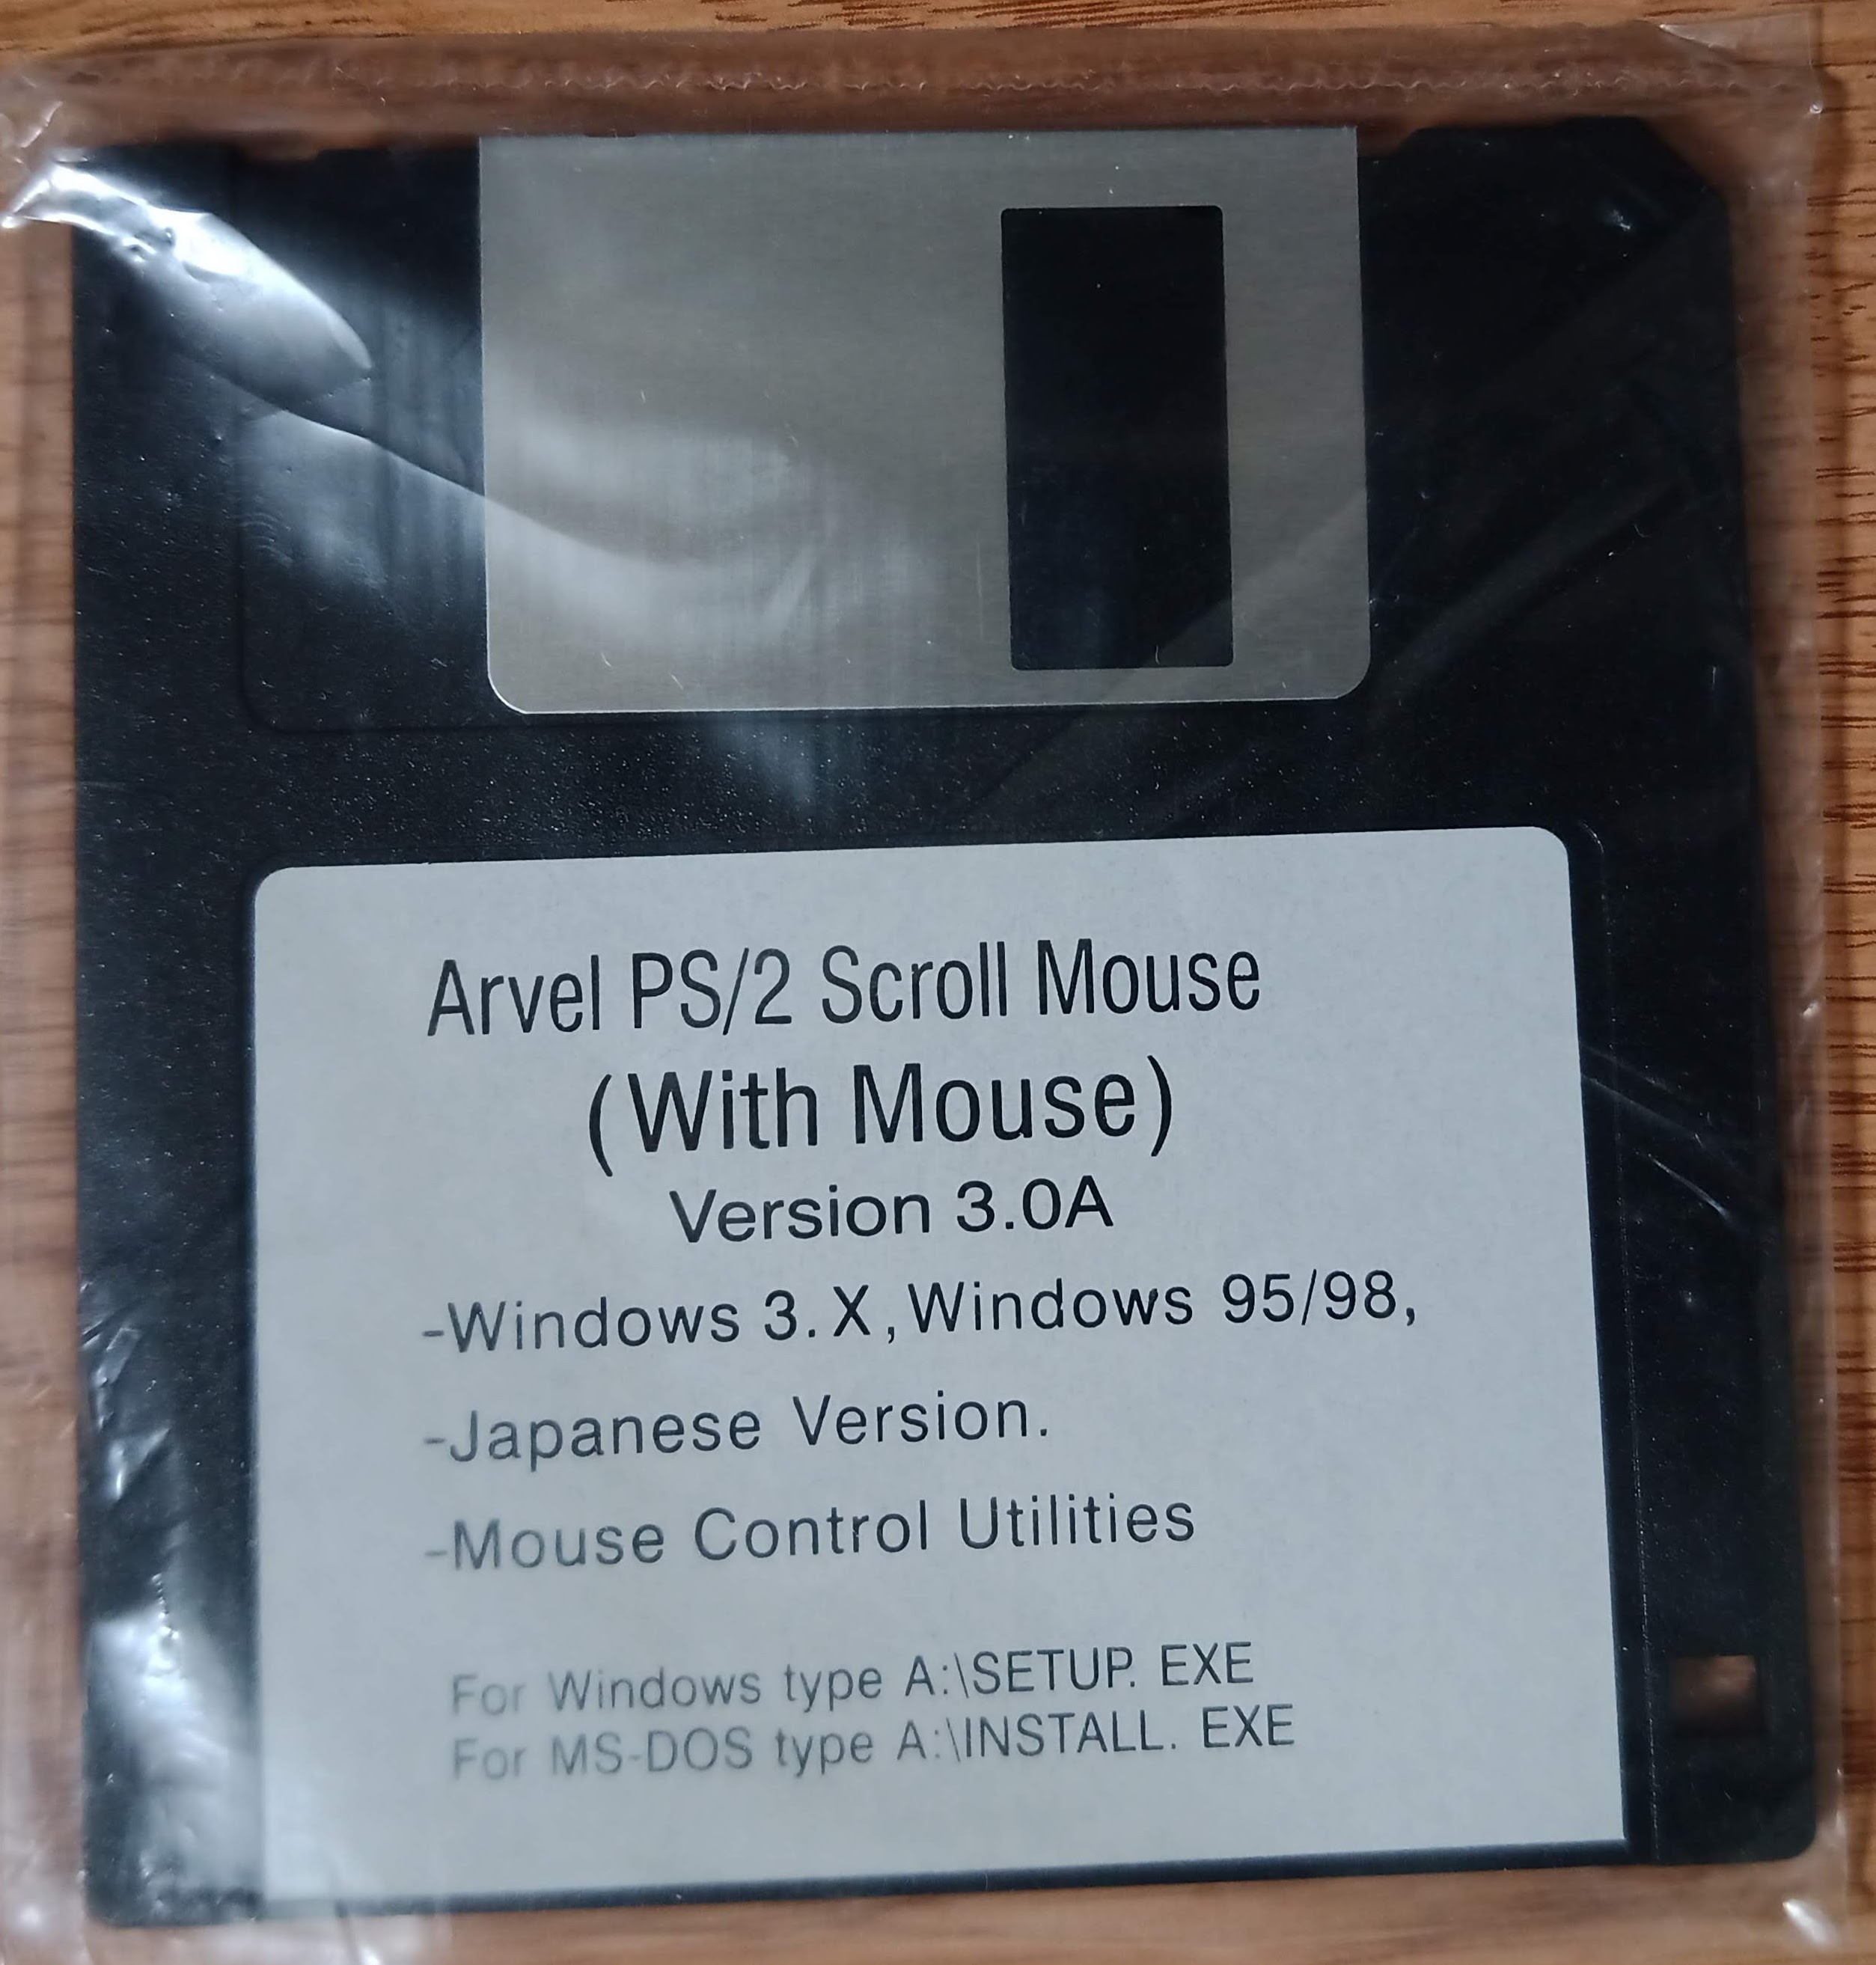 Arvel PS/2 Scroll Mouse
(With Mouse)
Version 3.0A
-Windows 3.X,Windows 95/98,
-Japanese Version.
-Mouse Control Utilities
For Windows type A:\SETUP. EXE
For MS-DOS type A:\INSTALL. EXE